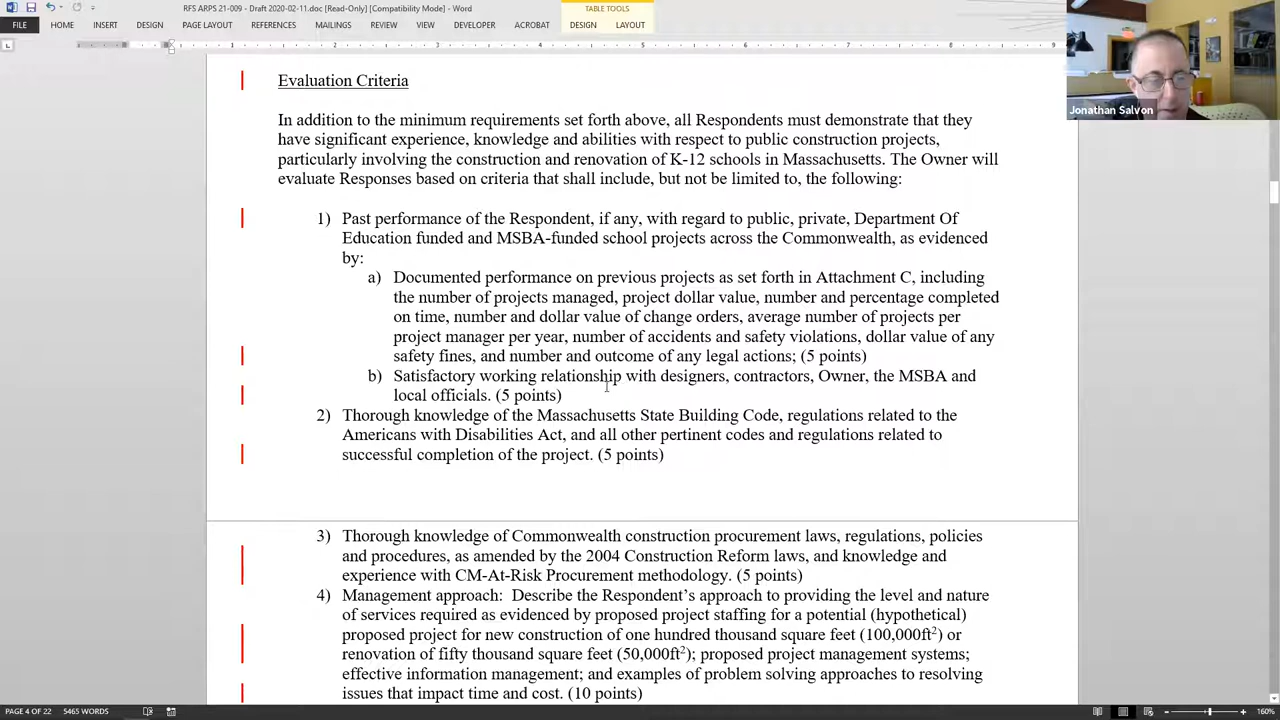 RFS ARPS 21-009 - Draft 2020-02-11.doc [Read-Only] [Compatibility Mode] - Word
TABLE TOOLS
FILE HOME INSERT DESIGN PAGE LAYOUT REFERENCES MAILINGS REVIEW VIEW DEVELOPER ACROBAT DESIGN LAYOUT
1 1 2 3 4 5 6 7 8 9
Jonathan Salvon
Evaluation Criteria
In addition to the minimum requirements set forth above, all Respondents must demonstrate that they
have significant experience, knowledge and abilities with respect to public construction projects,
particularly involving the construction and renovation of K-12 schools in Massachusetts. The Owner will
evaluate Responses based on criteria that shall include, but not be limited to, the following:
1) Past performance of the Respondent, if any, with regard to public, private, Department Of
Education funded and MSBA-funded school projects across the Commonwealth, as evidenced
by:
a) Documented performance on previous projects as set forth in Attachment C, including
the number of projects managed, project dollar value, number and percentage completed
on time, number and dollar value of change orders, average number of projects per
project manager per year, number of accidents and safety violations, dollar value of any
safety fines, and number and outcome of any legal actions; (5 points)
b) Satisfactory working relationship with designers, contractors, Owner, the MSBA and
local officials. (5 points)
2) Thorough knowledge of the Massachusetts State Building Code, regulations related to the
Americans with Disabilities Act, and all other pertinent codes and regulations related to
successful completion of the project. (5 points)
3) Thorough knowledge of Commonwealth construction procurement laws, regulations, policies
and procedures, as amended by the 2004 Construction Reform laws, and knowledge and
experience with CM-At-Risk Procurement methodology. (5 points)
4) Management approach: Describe the Respondent's approach to providing the level and nature
of services required as evidenced by proposed project staffing for a potential (hypothetical)
proposed project for new construction of one hundred thousand square feet (100,000ft²) or
renovation of fifty thousand square feet (50,000ft²); proposed project management systems;
effective information management; and examples of problem solving approaches to resolving
issues that impact time and cost. (10 points)
PAGE 4 OF 22 5465 WORDS 160%